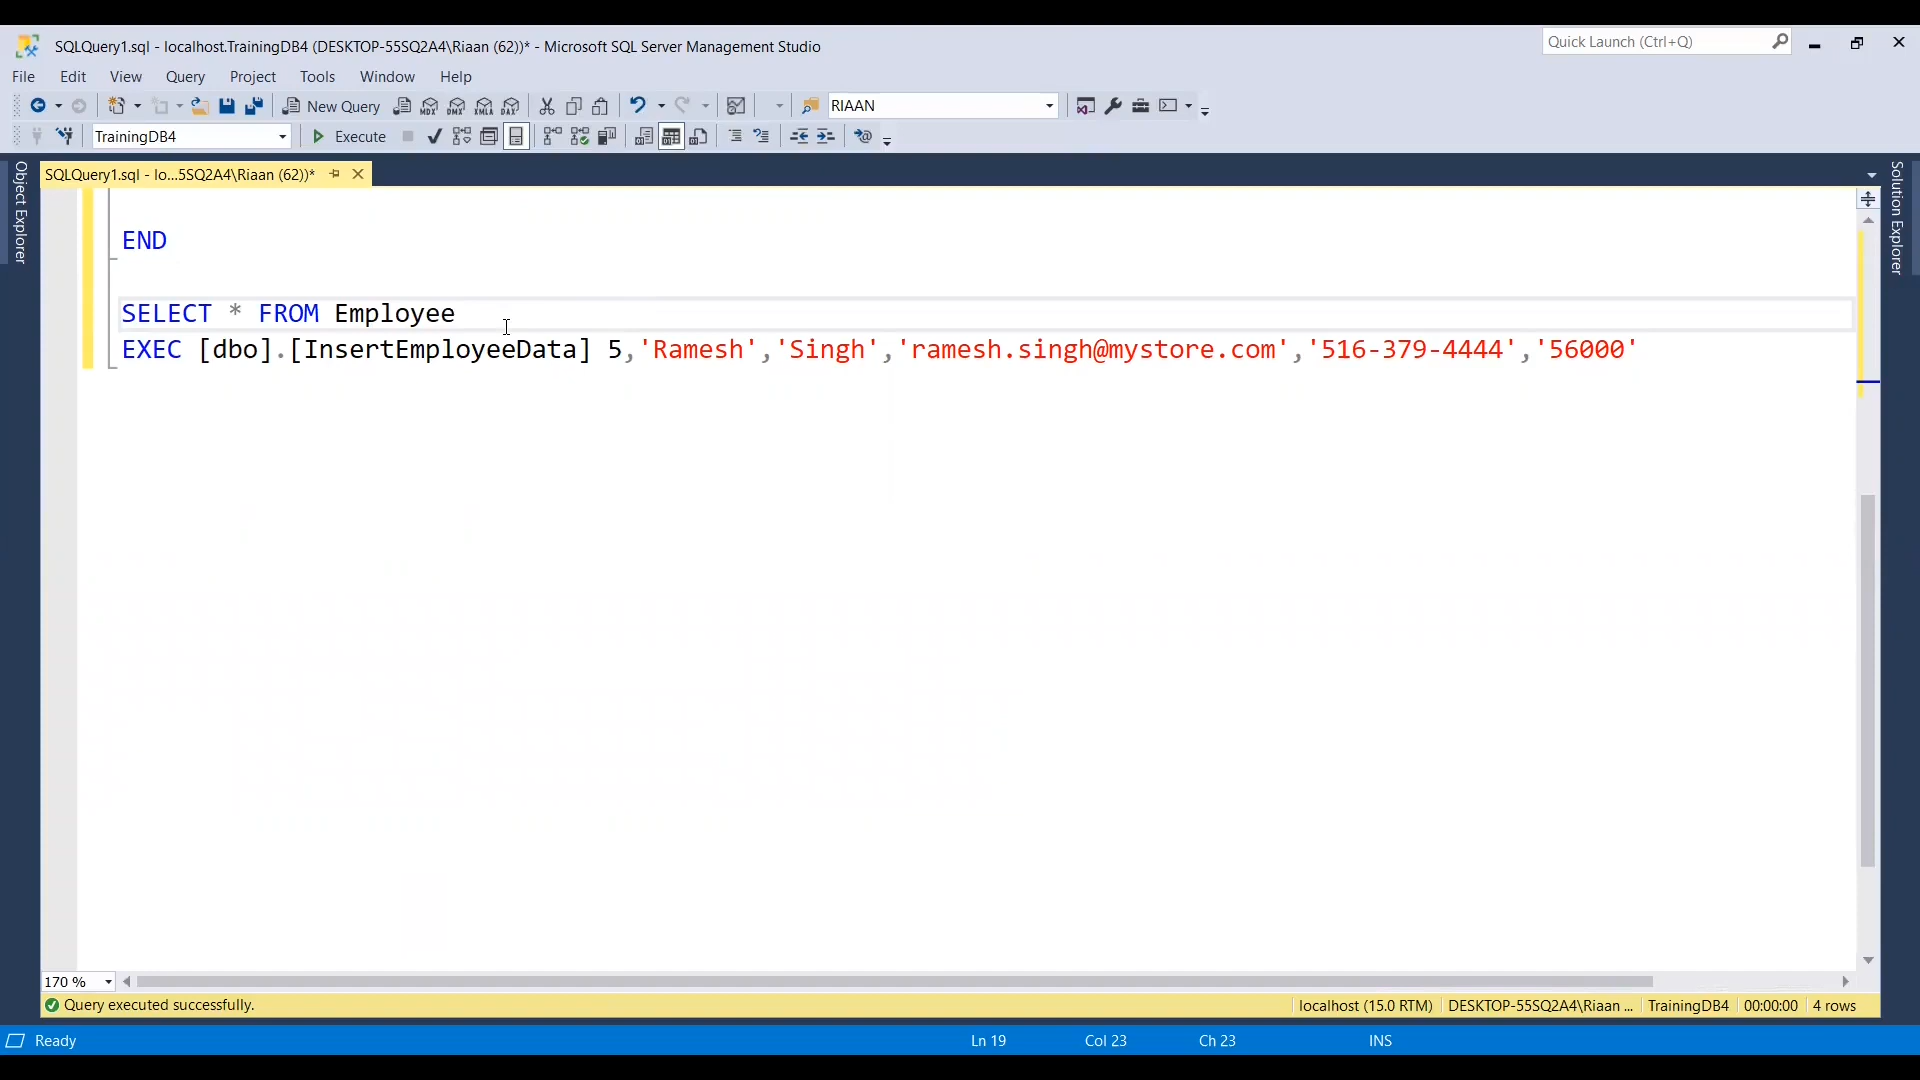 SQLQuery1.sql - localhost.TrainingDB4 (DESKTOP-55SQ2A4\Riaan (62))* - Microsoft SQL Server Management Studio
Quick Launch (Ctrl+Q)
File Edit View Query Project Tools Window Help
New Query MDX DMX XMLA DAX RIAAN
TrainingDB4 Execute
Object Explorer
SQLQuery1.sql - lo...5SQ2A4\Riaan (62))*
Solution Explorer
END
SELECT * FROM Employee
EXEC [dbo].[InsertEmployeeData] 5,'Ramesh','Singh','ramesh.singh@mystore.com','516-379-4444','56000'
170 %
Query executed successfully. localhost (15.0 RTM) DESKTOP-55SQ2A4\Riaan ... TrainingDB4 00:00:00 4 rows
Ready Ln 19 Col 23 Ch 23 INS